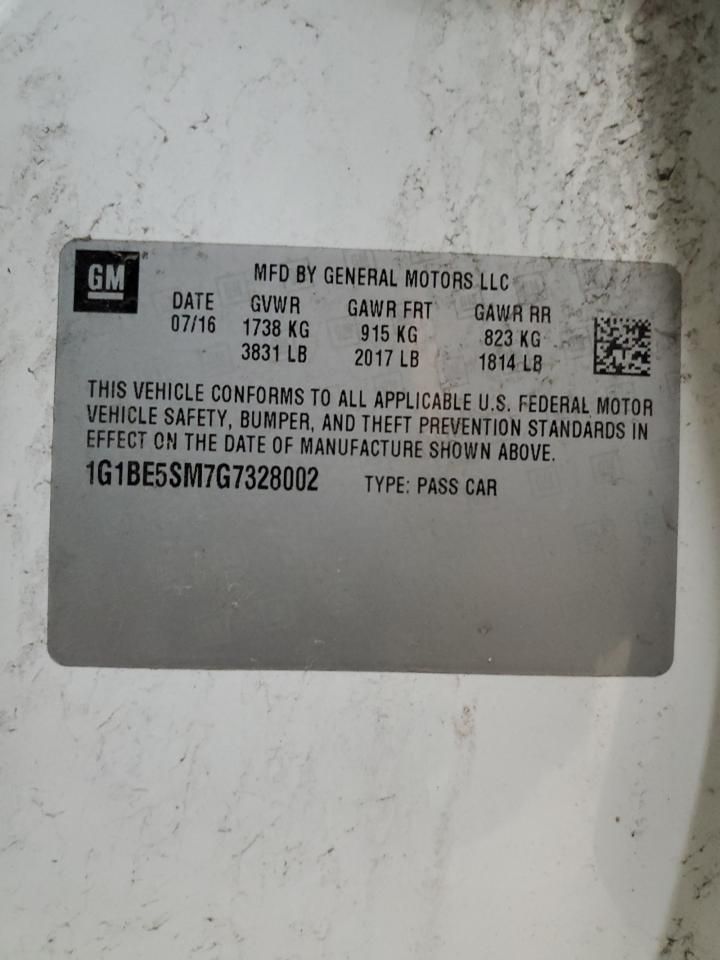 GM
MFD BY GENERAL MOTORS LLC
DATE GVWR GAWR FRT GAWR RR
07/16 1738 KG 915 KG 823 KG
3831 LB 2017 LB 1814 LB
THIS VEHICLE CONFORMS TO ALL APPLICABLE U.S. FEDERAL MOTOR
VEHICLE SAFETY, BUMPER, AND THEFT PREVENTION STANDARDS IN
EFFECT ON THE DATE OF MANUFACTURE SHOWN ABOVE.
1G1BE5SM7G7328002 TYPE: PASS CAR